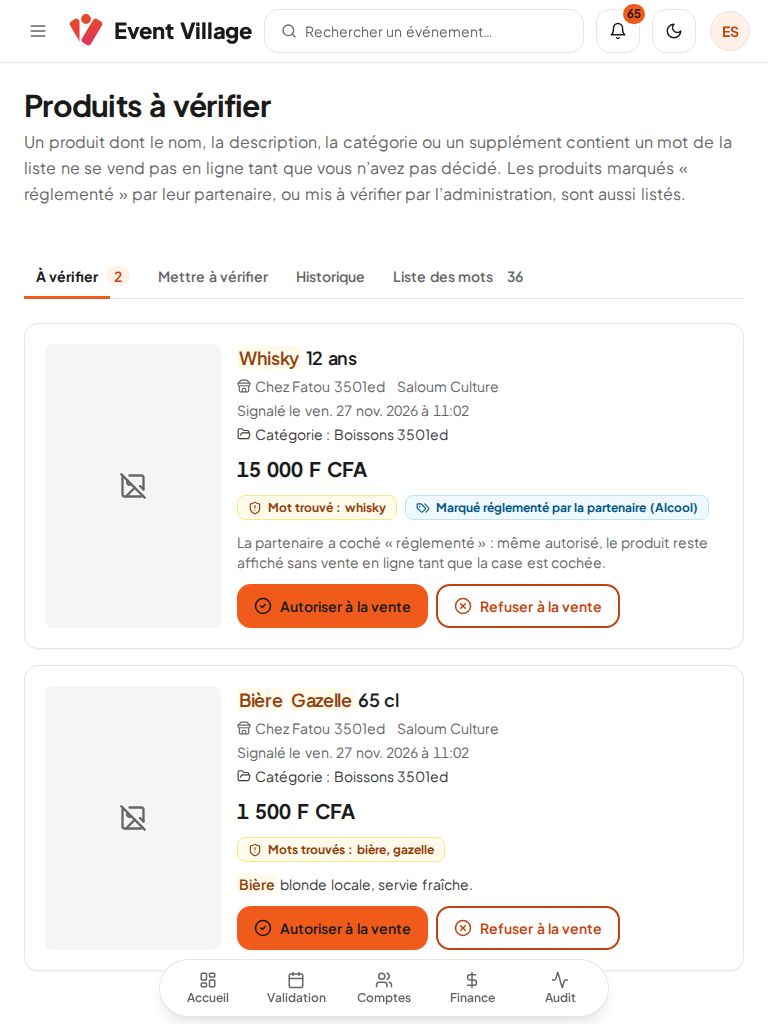 Event Village
Rechercher un événement...
65
ES
Produits à vérifier
Un produit dont le nom, la description, la catégorie ou un supplément contient un mot de la
liste ne se vend pas en ligne tant que vous n’avez pas décidé. Les produits marqués «
réglementé » par leur partenaire, ou mis à vérifier par l’administration, sont aussi listés.
À vérifier 2 Mettre à vérifier Historique Liste des mots 36
Whisky 12 ans
Chez Fatou 3501ed Saloum Culture
Signalé le ven. 27 nov. 2026 à 11:02
Catégorie : Boissons 3501ed
15 000 F CFA
Mot trouvé : whisky Marqué réglementé par la partenaire (Alcool)
La partenaire a coché « réglementé » : même autorisé, le produit reste
affiché sans vente en ligne tant que la case est cochée.
Autoriser à la vente Refuser à la vente
Bière Gazelle 65 cl
Chez Fatou 3501ed Saloum Culture
Signalé le ven. 27 nov. 2026 à 11:02
Catégorie : Boissons 3501ed
1 500 F CFA
Mots trouvés : bière, gazelle
Bière blonde locale, servie fraîche.
Autoriser à la vente Refuser à la vente
Accueil Validation Comptes Finance Audit